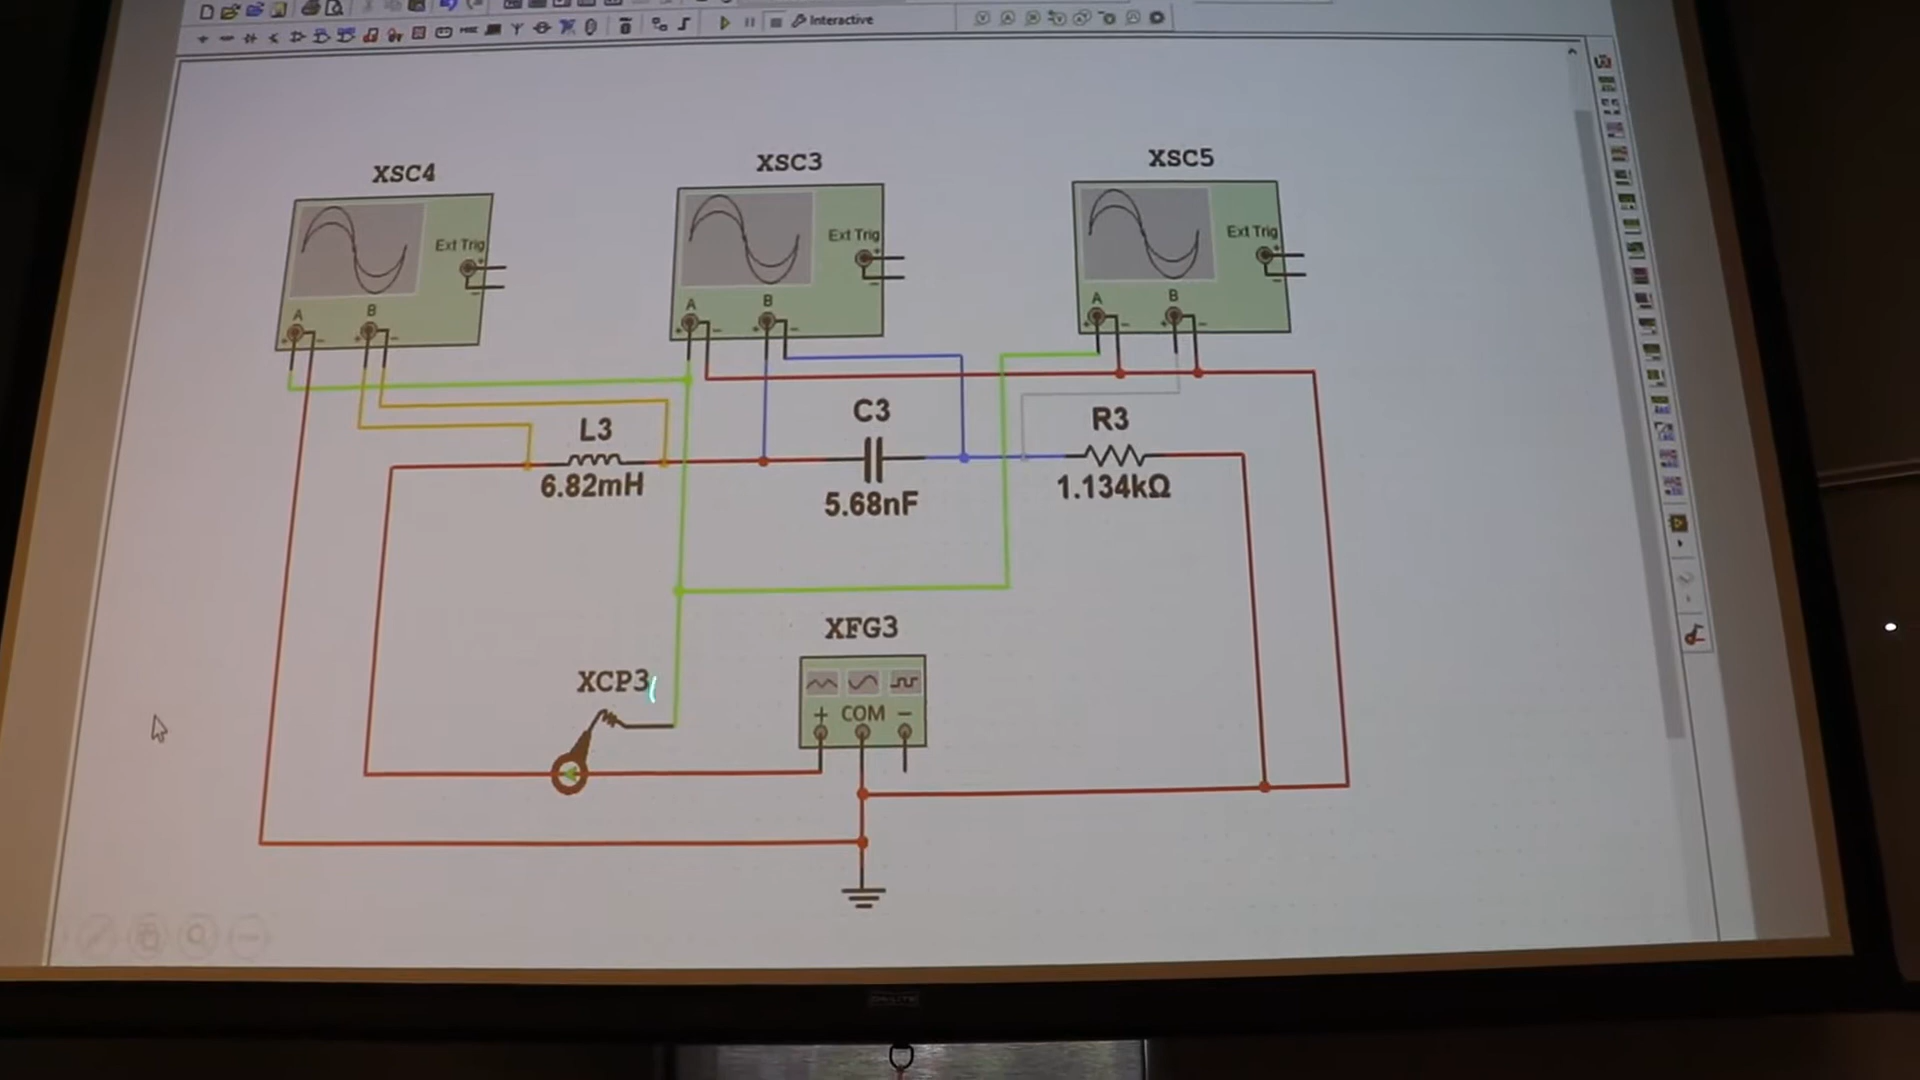 Interactive
XSC4
XSC3
XSC5
Ext Trig
Ext Trig
Ext Trig
A
B
A
B
A
B
L3
6.82mH
C3
5.68nF
R3
1.134kΩ
XFG3
+ COM −
XCP3